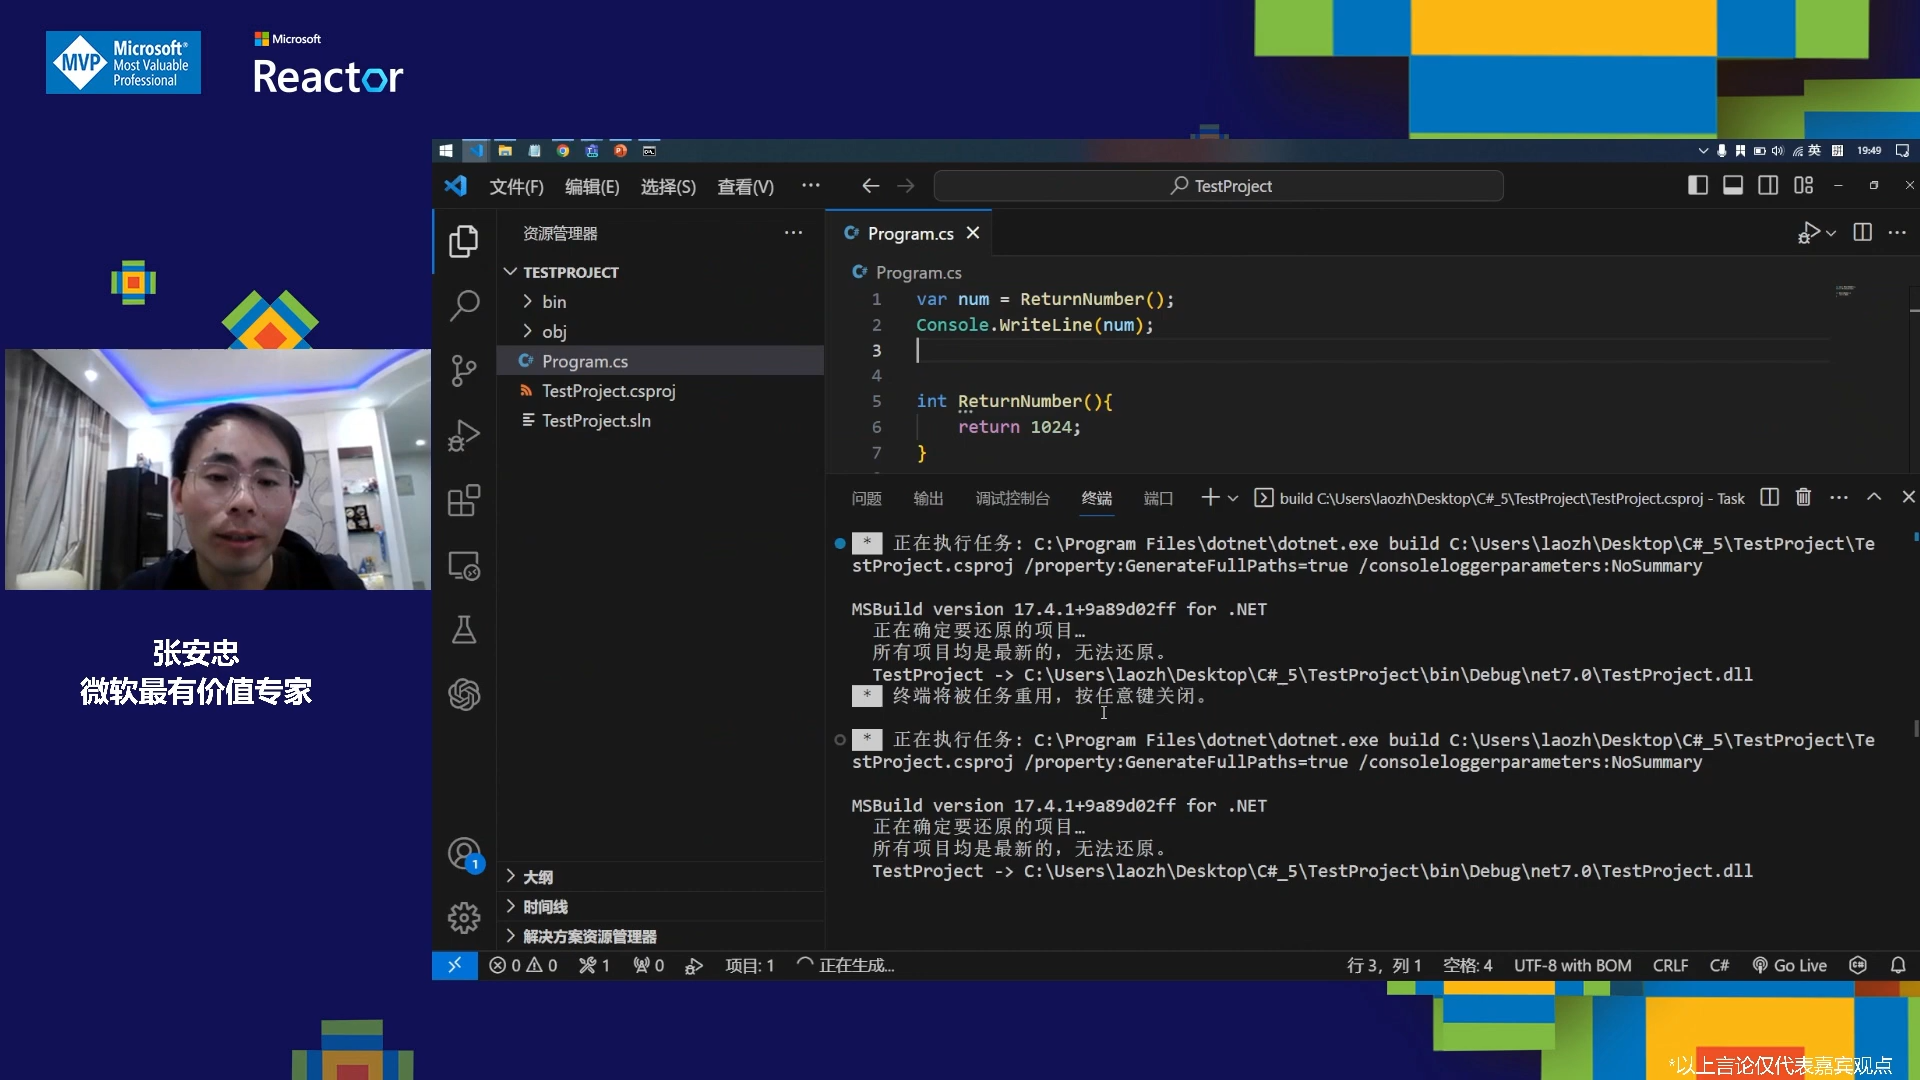 MVP
Microsoft®
Most Valuable
Professional
Microsoft
Reactor
英
拼
19:49
文件(F)
编辑(E)
选择(S)
查看(V)
···
TestProject
资源管理器
Program.cs
TESTPROJECT
bin
obj
Program.cs
TestProject.csproj
TestProject.sln
Program.cs
1 var num = ReturnNumber();
2 Console.WriteLine(num);
3
4
5 int ReturnNumber(){
6 return 1024;
7 }
问题
输出
调试控制台
终端
端口
build C:\Users\laozh\Desktop\C#_5\TestProject\TestProject.csproj - Task
* 正在执行任务: C:\Program Files\dotnet\dotnet.exe build C:\Users\laozh\Desktop\C#_5\TestProject\Te
stProject.csproj /property:GenerateFullPaths=true /consoleloggerparameters:NoSummary
MSBuild version 17.4.1+9a89d02ff for .NET
正在确定要还原的项目…
所有项目均是最新的，无法还原。
TestProject -> C:\Users\laozh\Desktop\C#_5\TestProject\bin\Debug\net7.0\TestProject.dll
* 终端将被任务重用，按任意键关闭。
* 正在执行任务: C:\Program Files\dotnet\dotnet.exe build C:\Users\laozh\Desktop\C#_5\TestProject\Te
stProject.csproj /property:GenerateFullPaths=true /consoleloggerparameters:NoSummary
MSBuild version 17.4.1+9a89d02ff for .NET
正在确定要还原的项目…
所有项目均是最新的，无法还原。
TestProject -> C:\Users\laozh\Desktop\C#_5\TestProject\bin\Debug\net7.0\TestProject.dll
1
大纲
时间线
解决方案资源管理器
0
0
1
0
项目: 1
正在生成...
行 3，列 1
空格: 4
UTF-8 with BOM
CRLF
C#
Go Live
张安忠
微软最有价值专家
*以上言论仅代表嘉宾观点